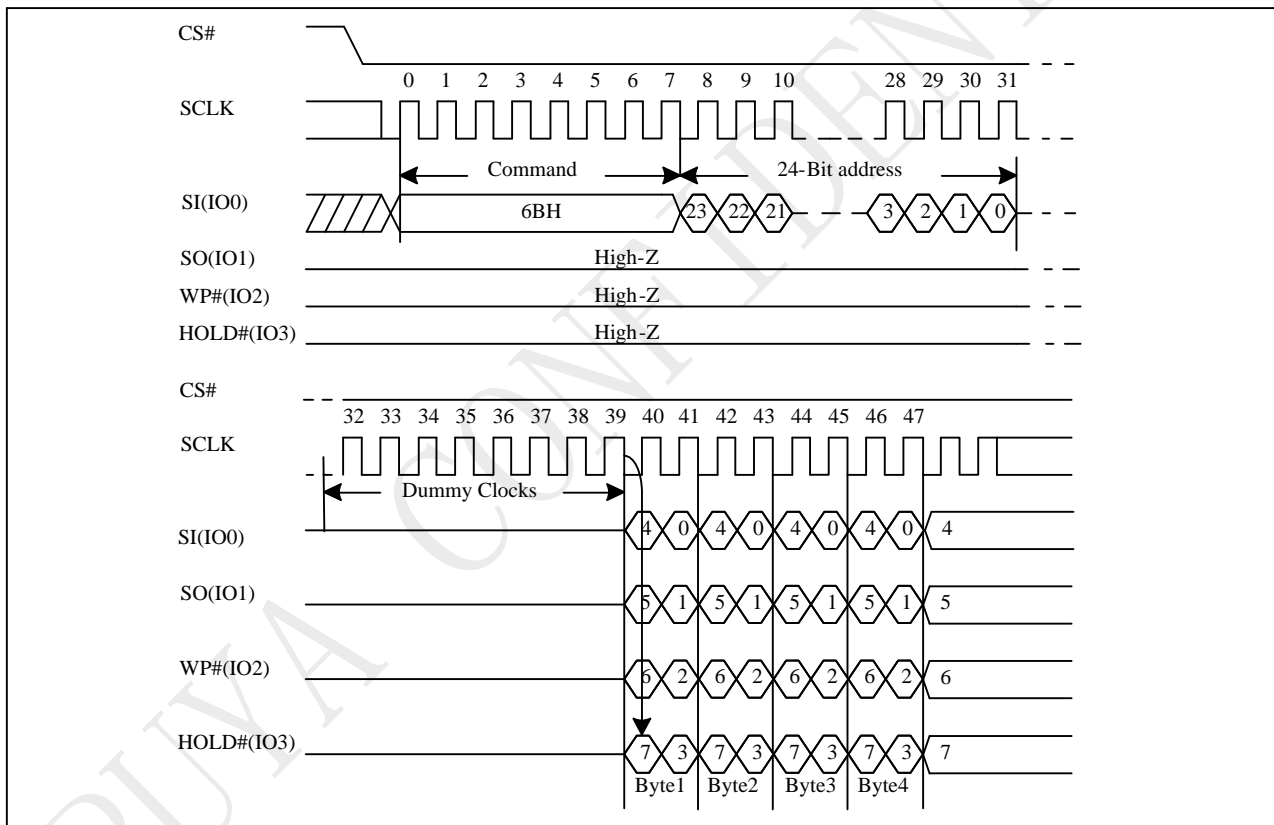 CS#
0 1 2 3 4 5 6 7 8 9 10 28 29 30 31
SCLK
Command 24-Bit address
SI(IO0) 6BH 23 22 21 3 2 1 0
SO(IO1) High-Z
WP#(IO2) High-Z
HOLD#(IO3) High-Z
CS#
32 33 34 35 36 37 38 39 40 41 42 43 44 45 46 47
SCLK
Dummy Clocks
SI(IO0) 4 0 4 0 4 0 4 0 4
SO(IO1) 5 1 5 1 5 1 5 1 5
WP#(IO2) 6 2 6 2 6 2 6 2 6
HOLD#(IO3) 7 3 7 3 7 3 7 3 7
Byte1 Byte2 Byte3 Byte4
PUYA CONFIDENT